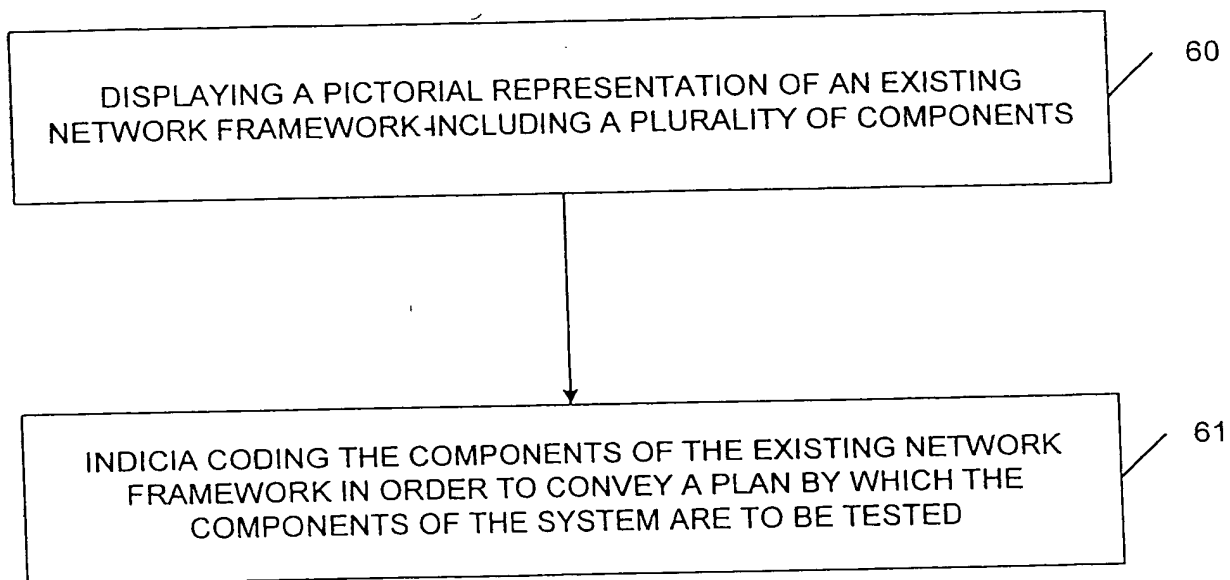 DISPLAYING A PICTORIAL REPRESENTATION OF AN EXISTING
NETWORK FRAMEWORK INCLUDING A PLURALITY OF COMPONENTS
60
INDICIA CODING THE COMPONENTS OF THE EXISTING NETWORK
FRAMEWORK IN ORDER TO CONVEY A PLAN BY WHICH THE
COMPONENTS OF THE SYSTEM ARE TO BE TESTED
61